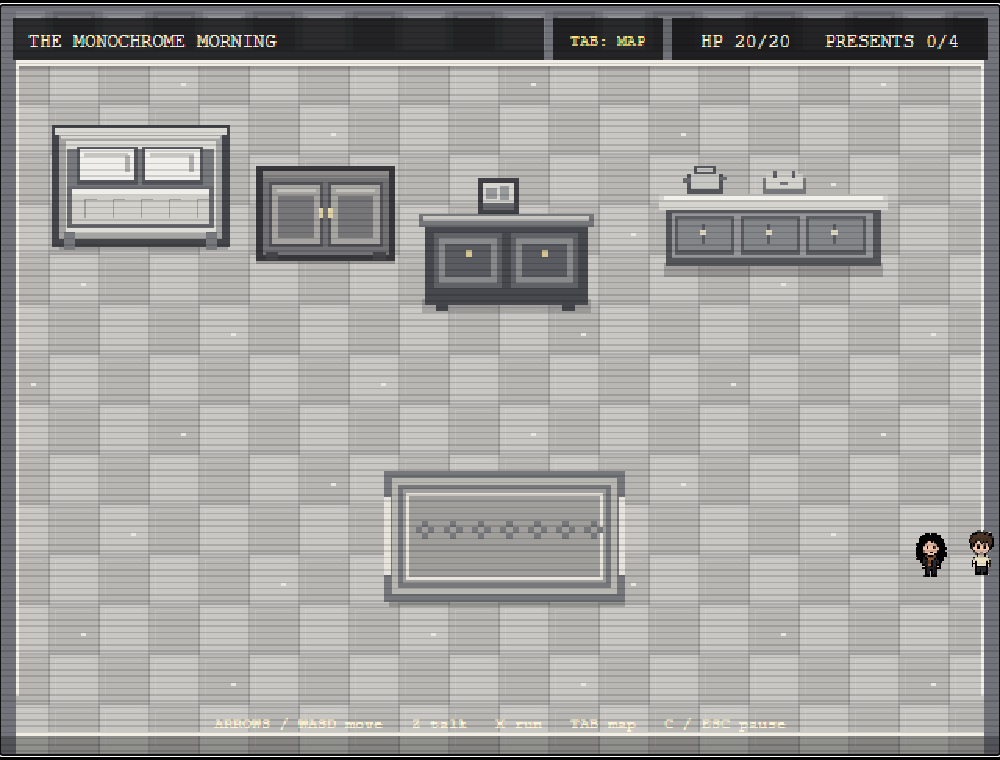 THE MONOCHROME MORNING
TAB: MAP
HP 20/20 PRESENTS 0/4
ARROWS / WASD move Z talk X run TAB map C / ESC pause